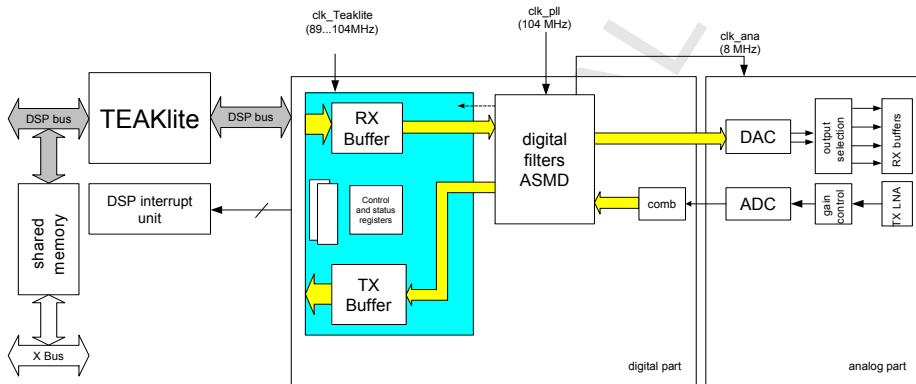 clk_Teaklite
(89...104MHz)
clk_pll
(104 MHz)
clk_ana
(8 MHz)
DSP bus
TEAKlite
DSP bus
RX
Buffer
digital
filters
ASMD
DAC
output
selection
RX buffers
DSP interrupt
unit
Control
and status
registers
comb
ADC
gain
control
TX LNA
shared
memory
TX
Buffer
X Bus
digital part
analog part